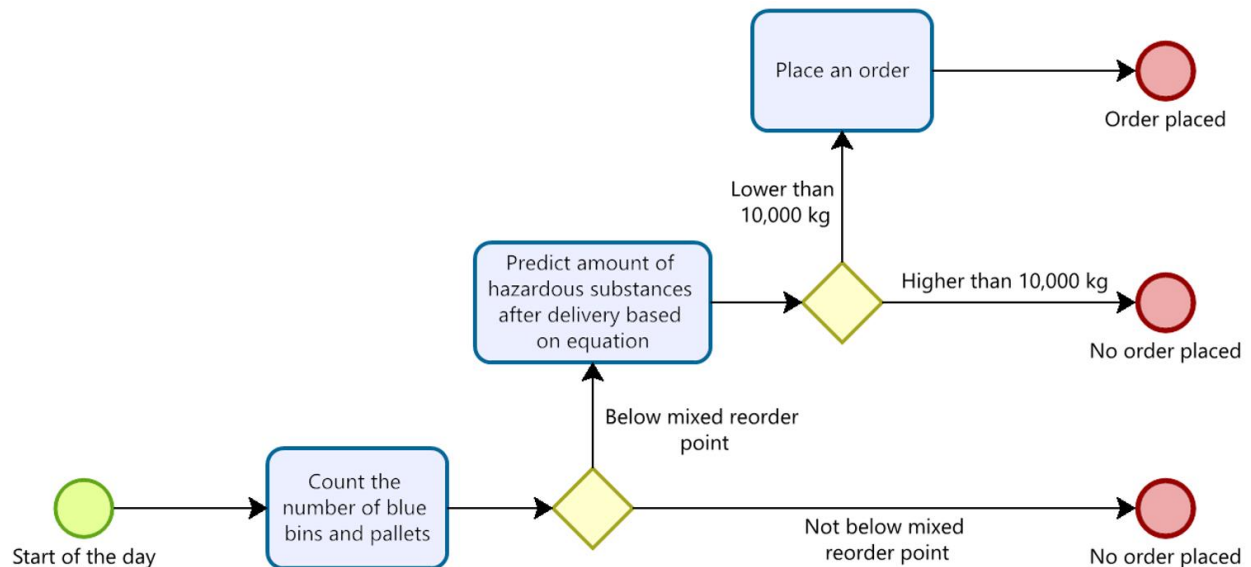 Place an order
Order placed
Lower than
10,000 kg
Predict amount of
hazardous substances
after delivery based
on equation
Higher than 10,000 kg
No order placed
Below mixed reorder
point
Count the
number of blue
bins and pallets
Start of the day
Not below mixed
reorder point
No order placed